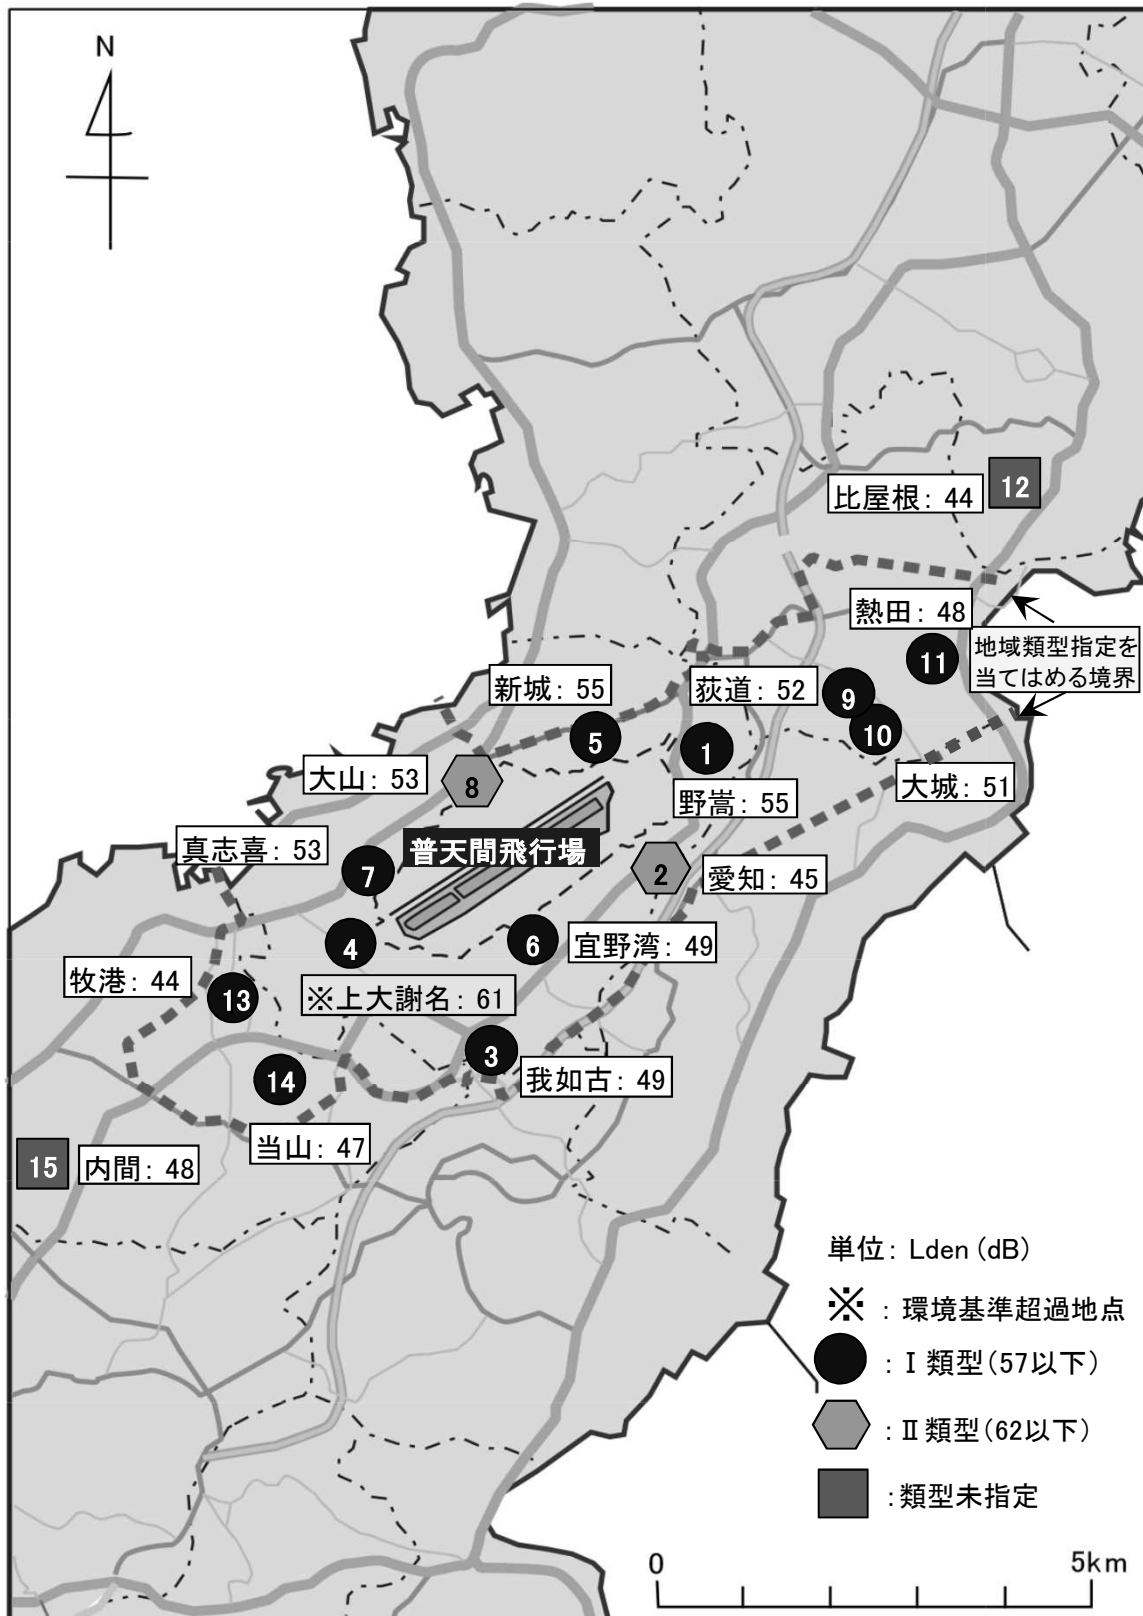 N
比屋根: 44
12
熱田: 48
11
地域類型指定を
当てはめる境界
新城: 55
荻道: 52
9
10
5
1
大山: 53
8
野嵩: 55
大城: 51
真志喜: 53
普天間飛行場
7
2
愛知: 45
4
6
宜野湾: 49
牧港: 44
13
※上大謝名: 61
3
我如古: 49
14
当山: 47
15
内間: 48
単位: Lden (dB)
※ : 環境基準超過地点
: Ⅰ類型(57以下)
: Ⅱ類型(62以下)
: 類型未指定
0
5km